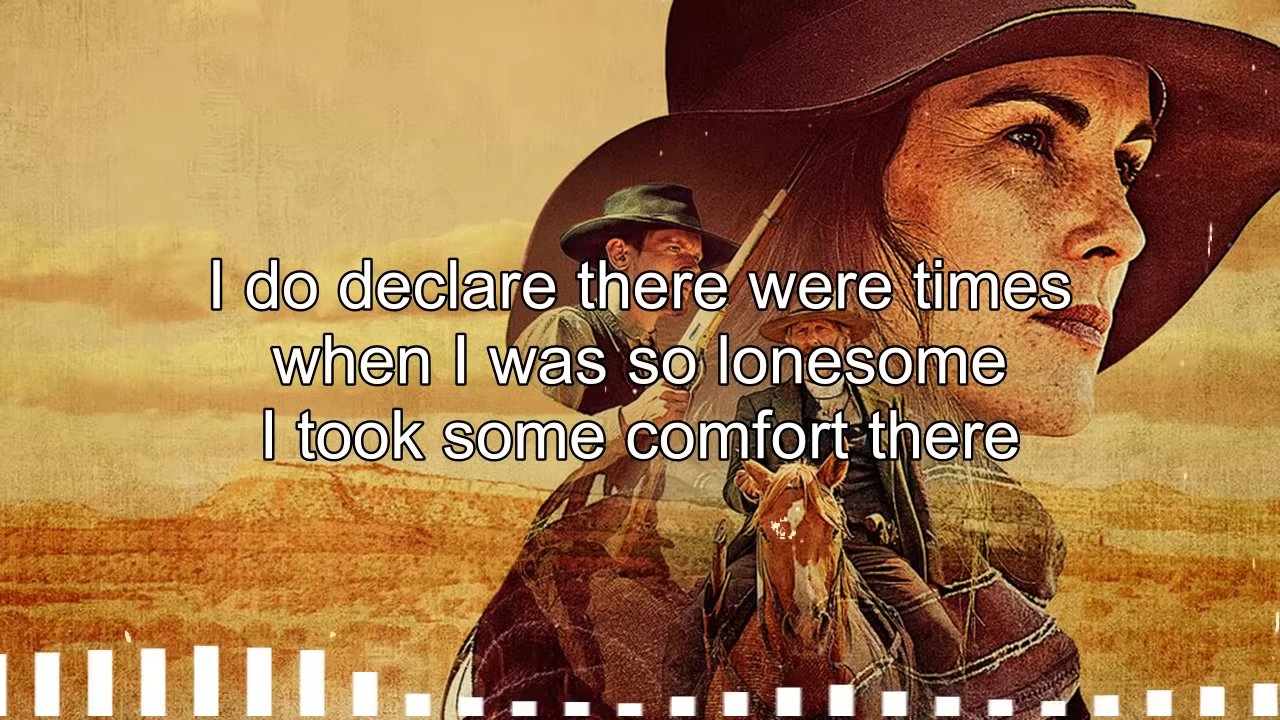 I do declare there were times
when I was so lonesome
I took some comfort there